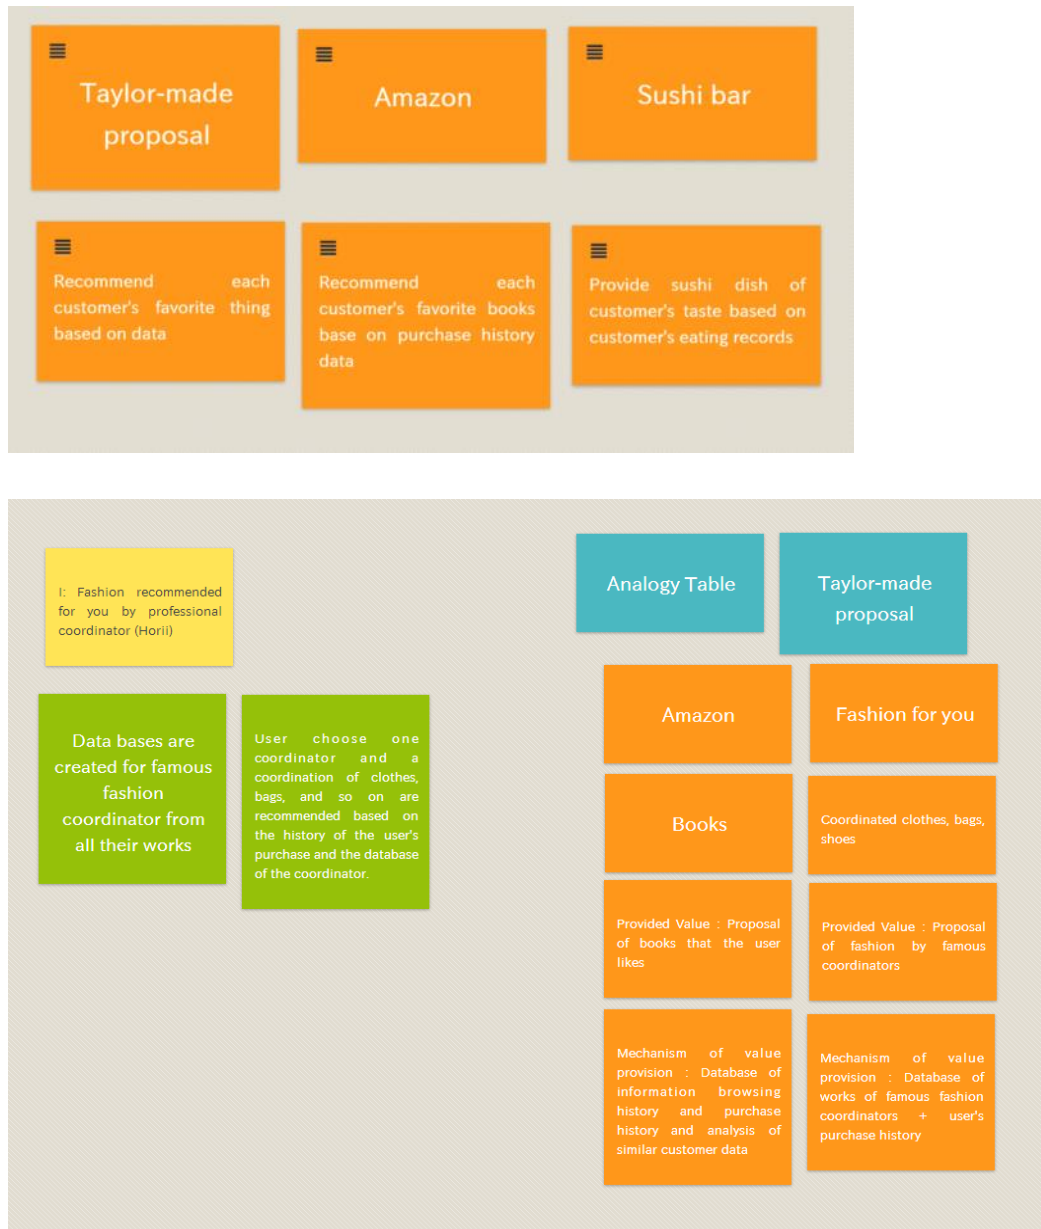 Taylor-made
proposal
Amazon
Sushi bar
Recommend each
customer's favorite thing
based on data
Recommend each
customer's favorite books
base on purchase history
data
Provide sushi dish of
customer's taste based on
customer's eating records
I: Fashion recommended
for you by professional
coordinator (Horii)
Data bases are
created for famous
fashion
coordinator from
all their works
User choose one
coordinator and a
coordination of clothes,
bags, and so on are
recommended based on
the history of the user's
purchase and the database
of the coordinator.
Analogy Table
Taylor-made
proposal
Amazon
Fashion for you
Books
Coordinated clothes, bags,
shoes
Provided Value : Proposal
of books that the user
likes
Provided Value : Proposal
of fashion by famous
coordinators
Mechanism of value
provision : Database of
information browsing
history and purchase
history and analysis of
similar customer data
Mechanism of value
provision : Database of
works of famous fashion
coordinators + user's
purchase history